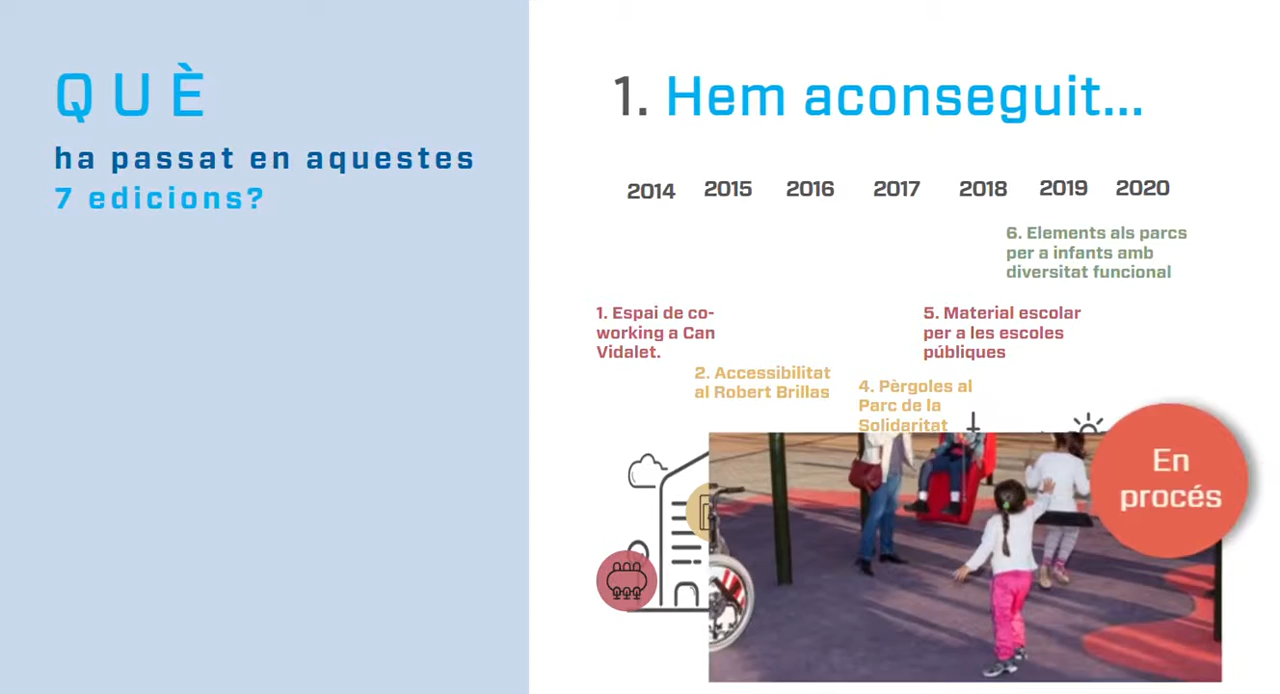 QUÈ
ha passat en aquestes
7 edicions?
1. Hem aconseguit...
2014 2015 2016 2017 2018 2019 2020
6. Elements als parcs
per a infants amb
diversitat funcional
1. Espai de co-
working a Can
Vidalet.
5. Material escolar
per a les escoles
públiques
2. Accessibilitat
al Robert Brillas
4. Pèrgoles al
Parc de la
Solidaritat
En
procés